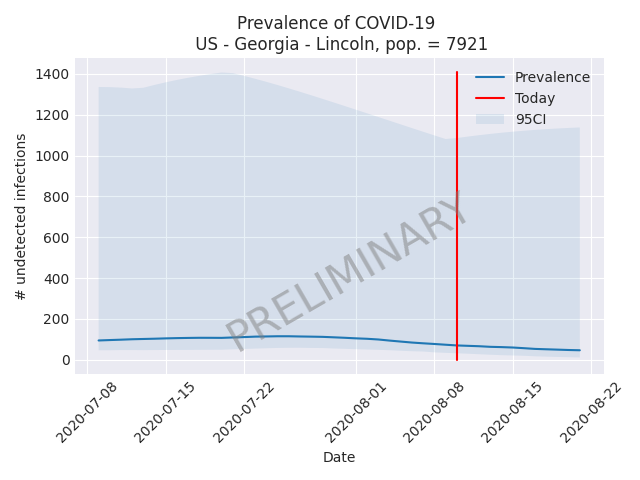 Prevalence of COVID-19
US - Georgia - Lincoln, pop. = 7921
1400
1200
1000
800
600
400
200
0
# undetected infections
Prevalence
Today
95CI
PRELIMINARY
2020-07-08
2020-07-15
2020-07-22
2020-08-01
2020-08-08
2020-08-15
2020-08-22
Date